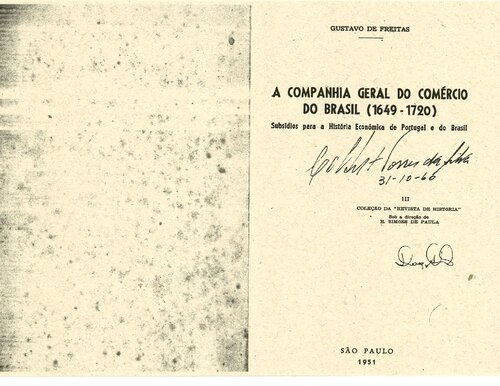 GUSTAVO DE FREITAS
A COMPANHIA GERAL DO COMÉRCIO
DO BRASIL (1649-1720)
Subsídios para a História Económica de Portugal e do Brasil
31-10-66
III
COLEÇÃO DA "REVISTA DE HISTÓRIA"
Sob a direção de
E. SIMÕES DE PAULA
SÃO PAULO
1951